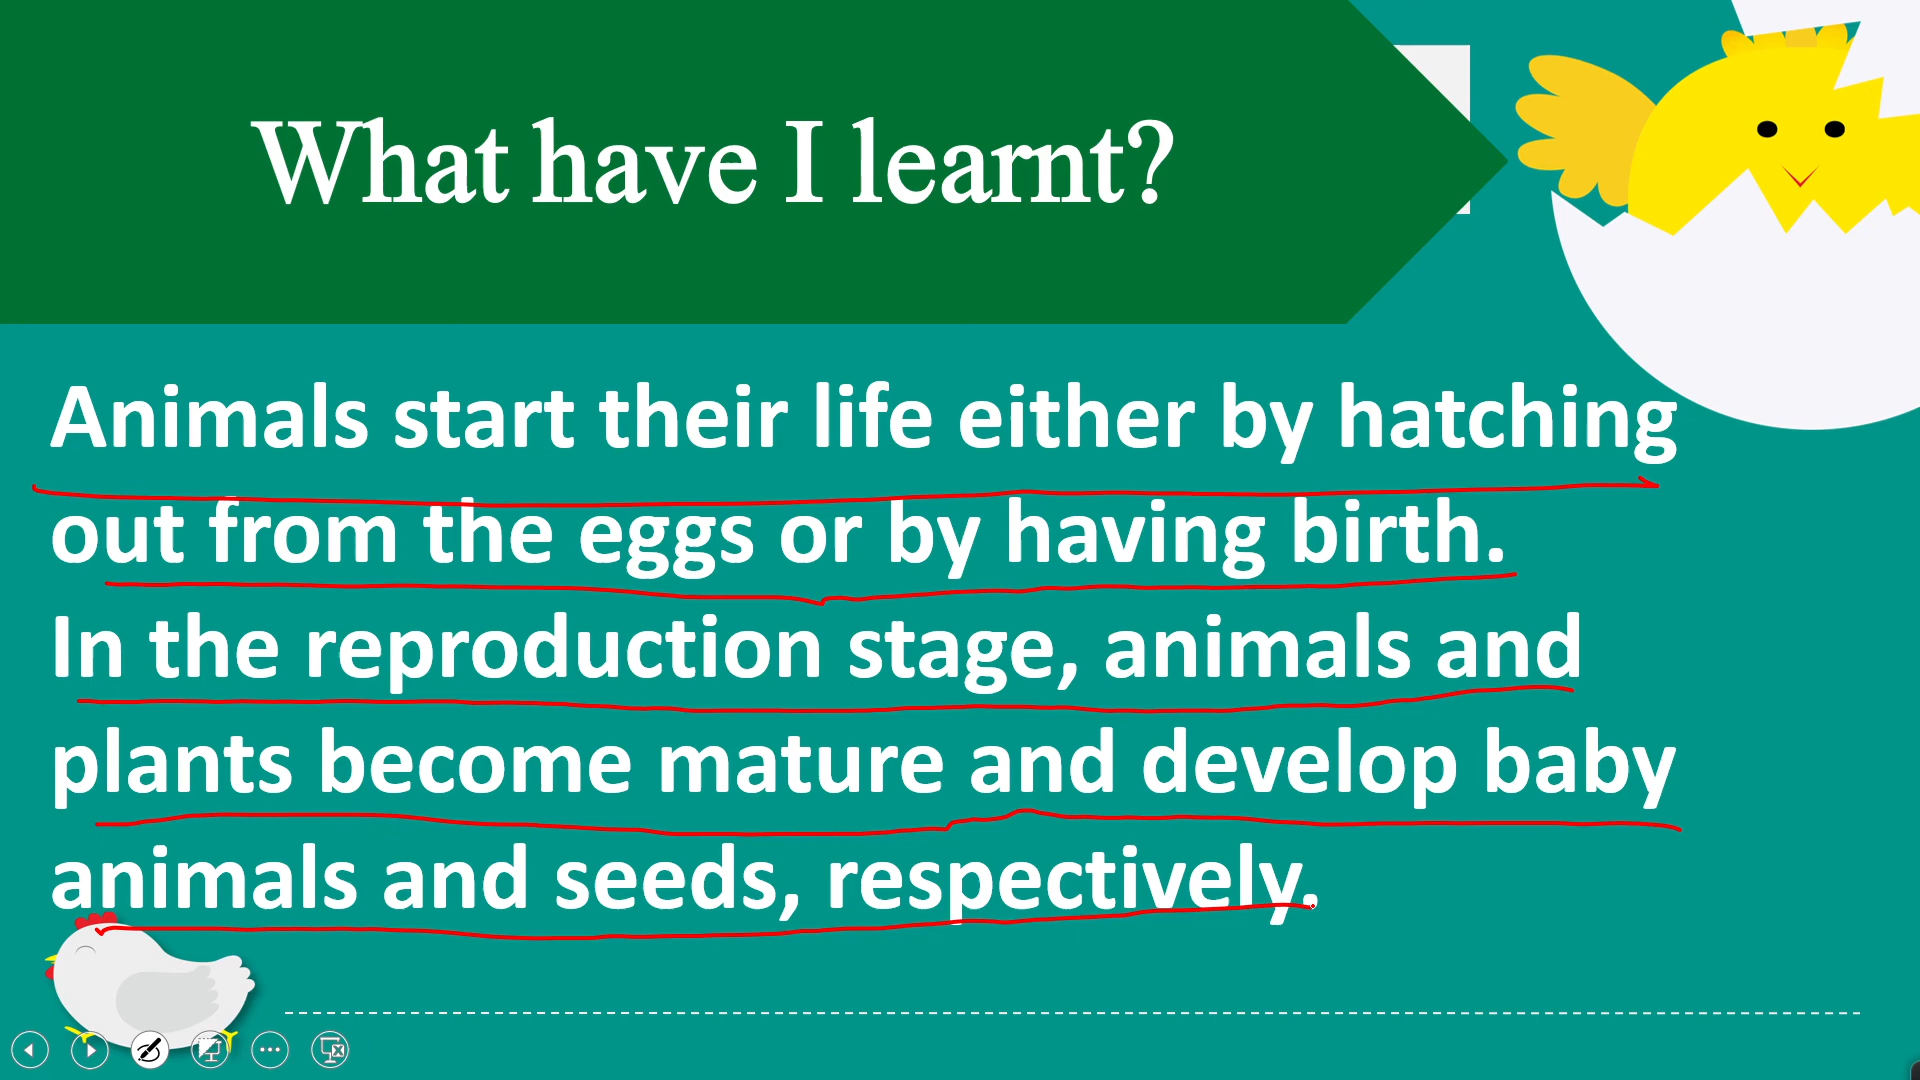 What have I learnt?
Animals start their life either by hatching
out from the eggs or by having birth.
In the reproduction stage, animals and
plants become mature and develop baby
animals and seeds, respectively.